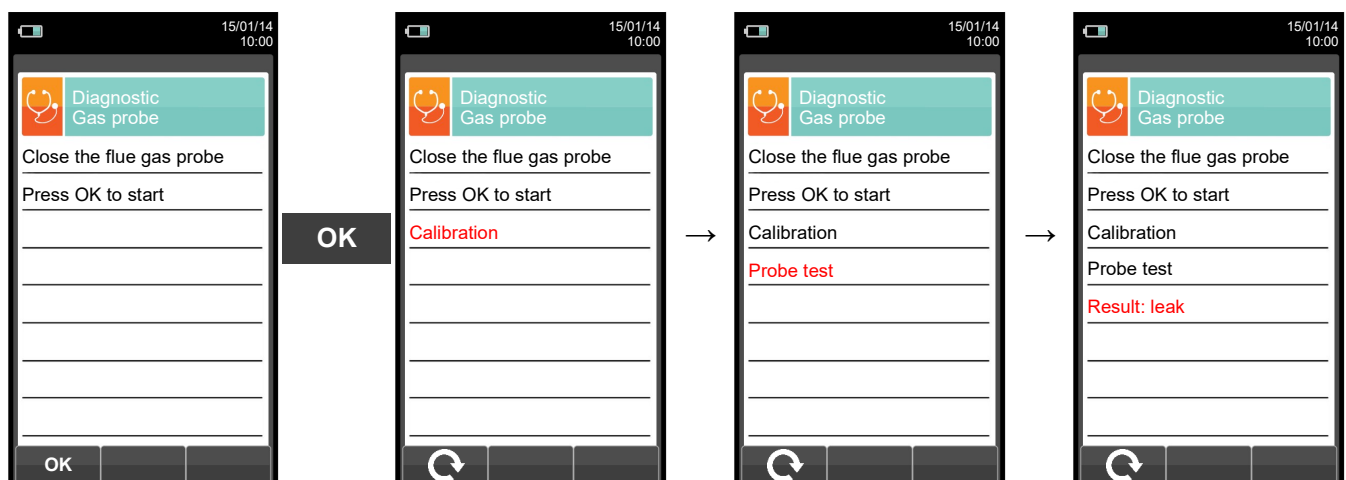 15/01/14
10:00
Diagnostic
Gas probe
Close the flue gas probe
Press OK to start
OK
OK
15/01/14
10:00
Diagnostic
Gas probe
Close the flue gas probe
Press OK to start
Calibration
→
15/01/14
10:00
Diagnostic
Gas probe
Close the flue gas probe
Press OK to start
Calibration
Probe test
→
15/01/14
10:00
Diagnostic
Gas probe
Close the flue gas probe
Press OK to start
Calibration
Probe test
Result: leak